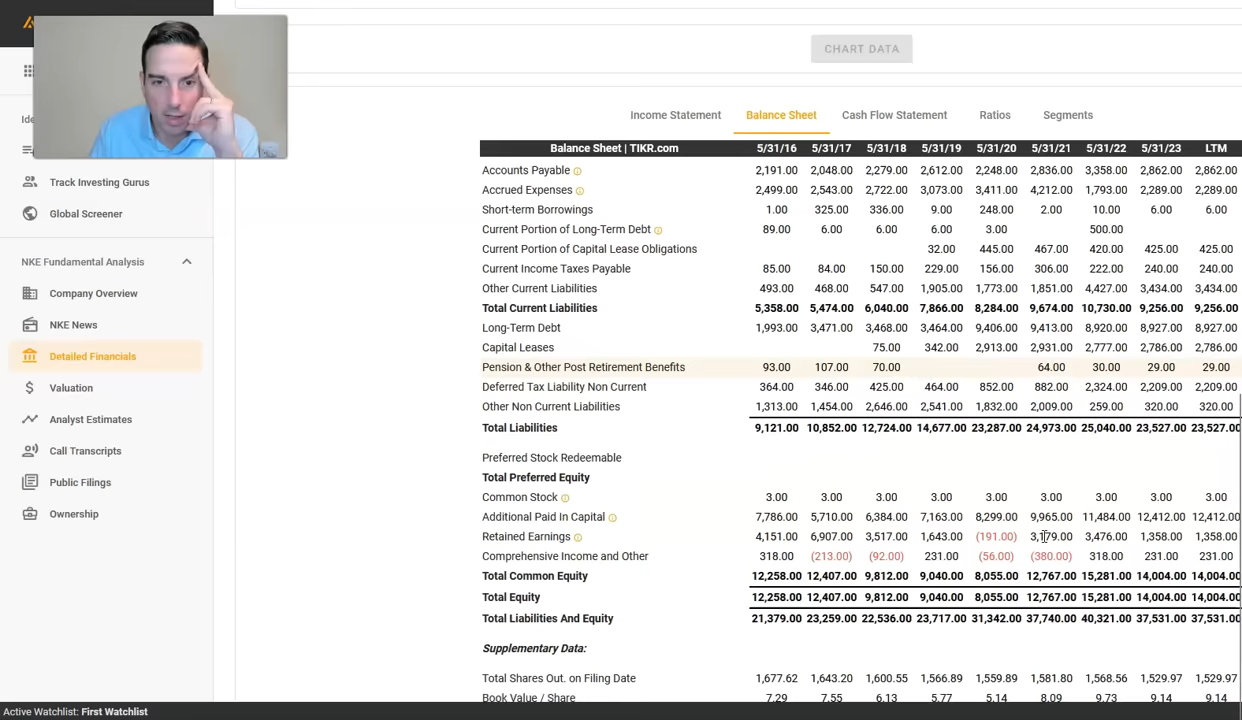 CHART DATA
Income Statement Balance Sheet Cash Flow Statement Ratios Segments
Track Investing Gurus
Global Screener
NKE Fundamental Analysis
Company Overview
NKE News
Detailed Financials
Valuation
Analyst Estimates
Call Transcripts
Public Filings
Ownership
Balance Sheet | TIKR.com 5/31/16 5/31/17 5/31/18 5/31/19 5/31/20 5/31/21 5/31/22 5/31/23 LTM
Accounts Payable 2,191.00 2,048.00 2,279.00 2,612.00 2,248.00 2,836.00 3,358.00 2,862.00 2,862.00
Accrued Expenses 2,499.00 2,543.00 2,722.00 3,073.00 3,411.00 4,212.00 1,793.00 2,289.00 2,289.00
Short-term Borrowings 1.00 325.00 336.00 9.00 248.00 2.00 10.00 6.00 6.00
Current Portion of Long-Term Debt 89.00 6.00 6.00 6.00 3.00 500.00
Current Portion of Capital Lease Obligations 32.00 445.00 467.00 420.00 425.00 425.00
Current Income Taxes Payable 85.00 84.00 150.00 229.00 156.00 306.00 222.00 240.00 240.00
Other Current Liabilities 493.00 468.00 547.00 1,905.00 1,773.00 1,851.00 4,427.00 3,434.00 3,434.00
Total Current Liabilities 5,358.00 5,474.00 6,040.00 7,866.00 8,284.00 9,674.00 10,730.00 9,256.00 9,256.00
Long-Term Debt 1,993.00 3,471.00 3,468.00 3,464.00 9,406.00 9,413.00 8,920.00 8,927.00 8,927.00
Capital Leases 75.00 342.00 2,913.00 2,931.00 2,777.00 2,786.00 2,786.00
Pension & Other Post Retirement Benefits 93.00 107.00 70.00 64.00 30.00 29.00 29.00
Deferred Tax Liability Non Current 364.00 346.00 425.00 464.00 852.00 882.00 2,324.00 2,209.00 2,209.00
Other Non Current Liabilities 1,313.00 1,454.00 2,646.00 2,541.00 1,832.00 2,009.00 259.00 320.00 320.00
Total Liabilities 9,121.00 10,852.00 12,724.00 14,677.00 23,287.00 24,973.00 25,040.00 23,527.00 23,527.00
Preferred Stock Redeemable
Total Preferred Equity
Common Stock 3.00 3.00 3.00 3.00 3.00 3.00 3.00 3.00 3.00
Additional Paid In Capital 7,786.00 5,710.00 6,384.00 7,163.00 8,299.00 9,965.00 11,484.00 12,412.00 12,412.00
Retained Earnings 4,151.00 6,907.00 3,517.00 1,643.00 (191.00) 3,179.00 3,476.00 1,358.00 1,358.00
Comprehensive Income and Other 318.00 (213.00) (92.00) 231.00 (56.00) (380.00) 318.00 231.00 231.00
Total Common Equity 12,258.00 12,407.00 9,812.00 9,040.00 8,055.00 12,767.00 15,281.00 14,004.00 14,004.00
Total Equity 12,258.00 12,407.00 9,812.00 9,040.00 8,055.00 12,767.00 15,281.00 14,004.00 14,004.00
Total Liabilities And Equity 21,379.00 23,259.00 22,536.00 23,717.00 31,342.00 37,740.00 40,321.00 37,531.00 37,531.00
Supplementary Data:
Total Shares Out. on Filing Date 1,677.62 1,643.20 1,600.55 1,566.89 1,559.89 1,581.80 1,568.56 1,529.97 1,529.97
Book Value / Share 7.29 7.55 6.13 5.77 5.14 8.09 9.73 9.14 9.14
Active Watchlist: First Watchlist